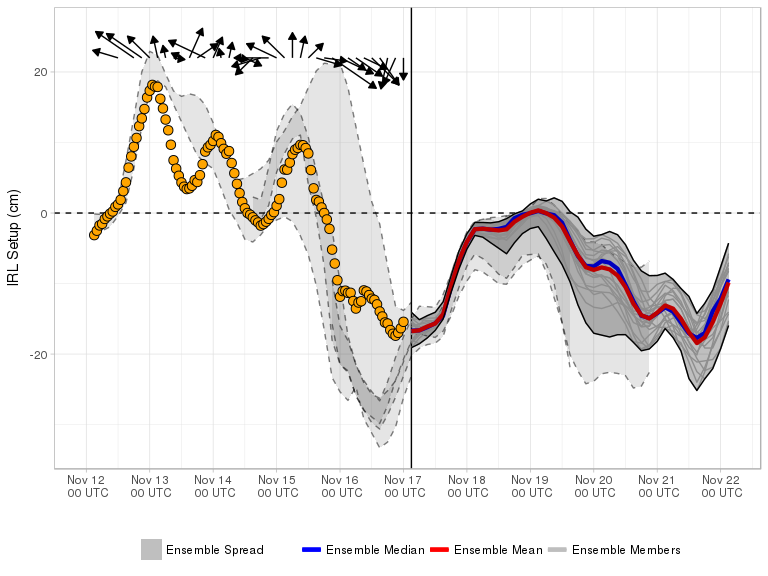 IRL Setup (cm)
20
0
-20
Nov 12 Nov 13 Nov 14 Nov 15 Nov 16 Nov 17 Nov 18 Nov 19 Nov 20 Nov 21 Nov 22
00 UTC 00 UTC 00 UTC 00 UTC 00 UTC 00 UTC 00 UTC 00 UTC 00 UTC 00 UTC 00 UTC
Ensemble Spread Ensemble Median Ensemble Mean Ensemble Members